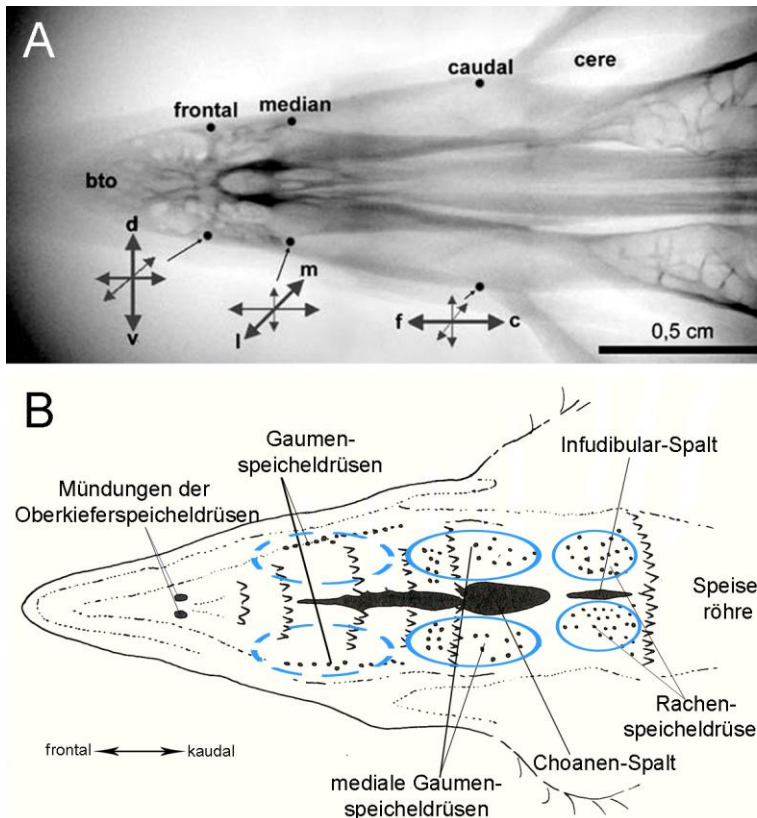 A
cere
caudal
frontal
median
bto
d
v
m
l
f
c
0,5 cm
B
Gaumen-
speicheldrüsen
Infudibular-Spalt
Mündungen der
Oberkieferspeicheldrüsen
Speise
röhre
Rachen-
speicheldrüse
frontal
kaudal
Choanen-Spalt
mediale Gaumen-
speicheldrüsen